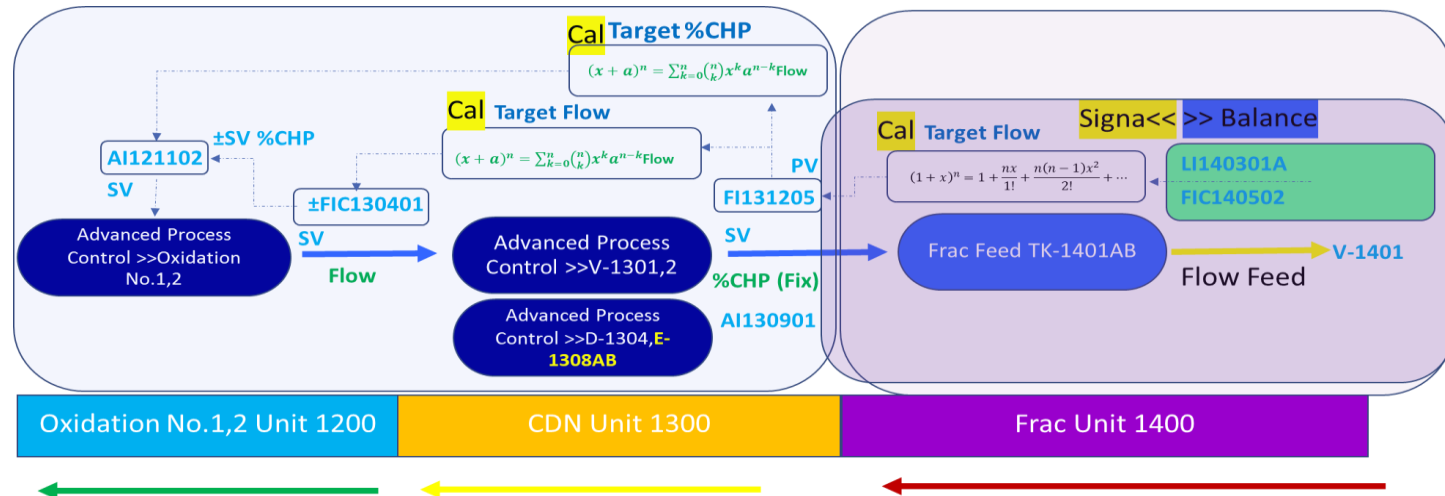 Cal Target %CHP
(x + a)^n = ∑_{k=0}^{n} (n k) x^k a^{n−k} Flow
Cal Target Flow
(x + a)^n = ∑_{k=0}^{n} (n k) x^k a^{n−k} Flow
Signa<< >> Balance
Cal Target Flow
(1 + x)^n = 1 + nx/1! + n(n − 1)x^2/2! + ⋯
LI140301A
FIC140502
±SV %CHP
AI121102
SV
PV
FI131205
±FIC130401
SV
SV
Advanced Process
Control >>Oxidation
No.1,2
Flow
Advanced Process
Control >>V-1301,2
%CHP (Fix)
Frac Feed TK-1401AB
V-1401
Flow Feed
Advanced Process
Control >>D-1304,E-
1308AB
AI130901
Oxidation No.1,2 Unit 1200
CDN Unit 1300
Frac Unit 1400